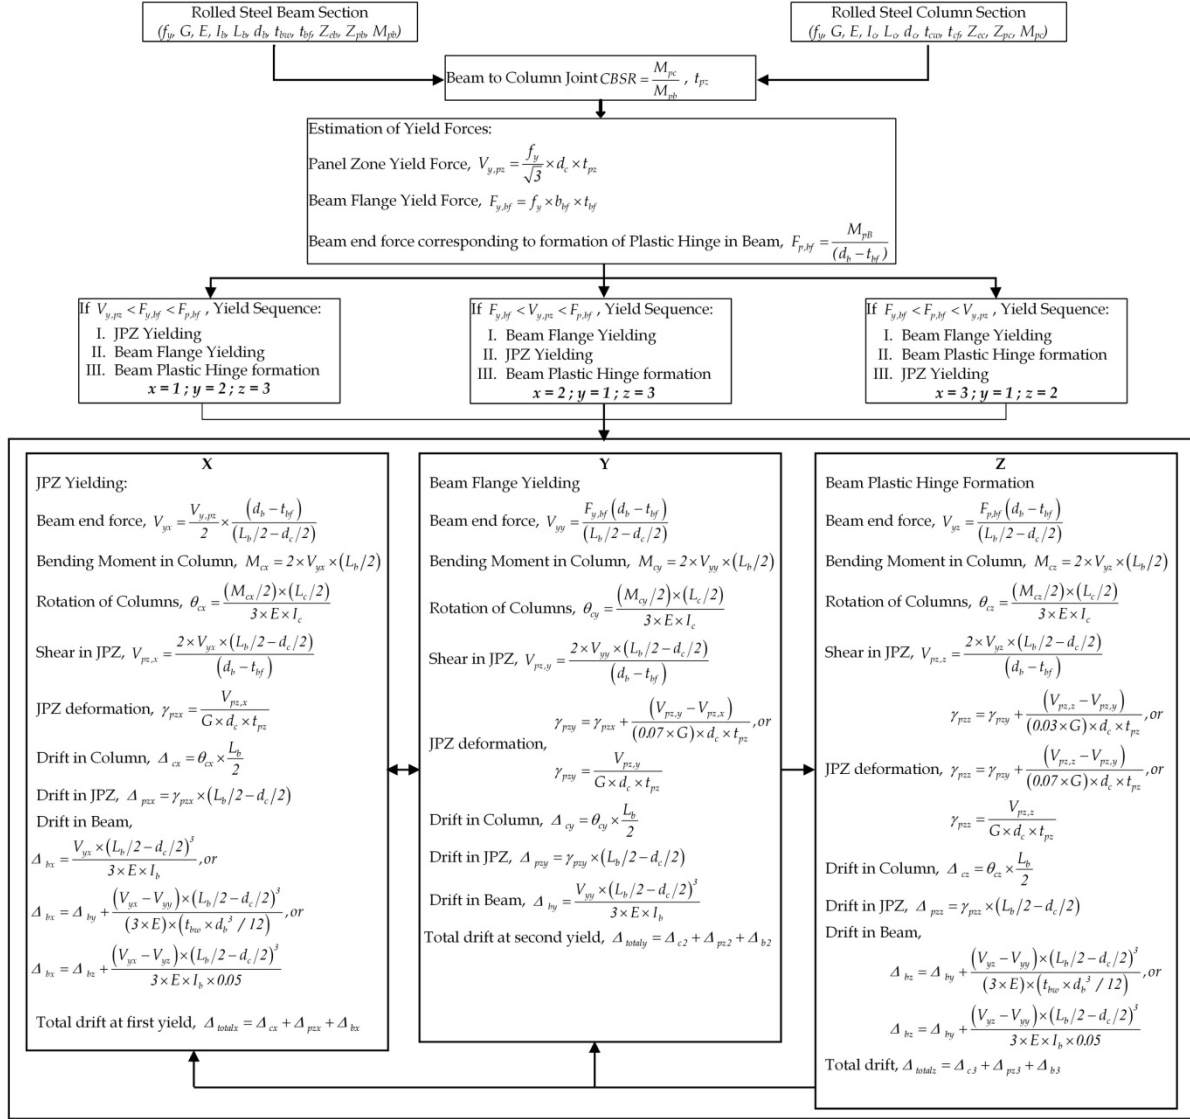 Rolled Steel Beam Section
(f_y, G, E, I_b, L_b, d_b, t_bw, t_bf, Z_eb, Z_pb, M_pb)
Rolled Steel Column Section
(f_y, G, E, I_c, L_c, d_c, t_cw, t_cf, Z_ec, Z_pc, M_pc)
Beam to Column Joint CBSR = M_pc / M_pb , t_pz
Estimation of Yield Forces:
Panel Zone Yield Force, V_y,pz = f_y / √3 × d_c × t_pz
Beam Flange Yield Force, F_y,bf = f_y × b_bf × t_bf
Beam end force corresponding to formation of Plastic Hinge in Beam, F_p,bf = M_pB / (d_b − t_bf)
If V_y,pz < F_y,bf < F_p,bf , Yield Sequence:
I. JPZ Yielding
II. Beam Flange Yielding
III. Beam Plastic Hinge formation
x = 1 ; y = 2 ; z = 3
If F_y,bf < V_y,pz < F_p,bf , Yield Sequence:
I. Beam Flange Yielding
II. JPZ Yielding
III. Beam Plastic Hinge formation
x = 2 ; y = 1 ; z = 3
If F_y,bf < F_p,bf < V_y,pz , Yield Sequence:
I. Beam Flange Yielding
II. Beam Plastic Hinge formation
III. JPZ Yielding
x = 3 ; y = 1 ; z = 2
X
JPZ Yielding:
Beam end force, V_yx = V_y,pz / 2 × (d_b − t_bf) / (L_b/2 − d_c/2)
Bending Moment in Column, M_cx = 2 × V_yx × (L_b/2)
Rotation of Columns, θ_cx = (M_cx/2) × (L_c/2) / 3 × E × I_c
Shear in JPZ, V_pz,x = 2 × V_yx × (L_b/2 − d_c/2) / (d_b − t_bf)
JPZ deformation, γ_pzx = V_pz,x / G × d_c × t_pz
Drift in Column, Δ_cx = θ_cx × L_b / 2
Drift in JPZ, Δ_pzx = γ_pzx × (L_b/2 − d_c/2)
Drift in Beam,
Δ_bx = V_yx × (L_b/2 − d_c/2)^3 / 3 × E × I_b , or
Δ_bx = Δ_by + (V_yx − V_yy) × (L_b/2 − d_c/2)^3 / (3 × E) × (t_bw × d_b^3 / 12) , or
Δ_bx = Δ_bz + (V_yx − V_yz) × (L_b/2 − d_c/2)^3 / 3 × E × I_b × 0.05
Total drift at first yield, Δ_totalx = Δ_cx + Δ_pzx + Δ_bx
Y
Beam Flange Yielding
Beam end force, V_yy = F_y,bf (d_b − t_bf) / (L_b/2 − d_c/2)
Bending Moment in Column, M_cy = 2 × V_yy × (L_b/2)
Rotation of Columns, θ_cy = (M_cy/2) × (L_c/2) / 3 × E × I_c
Shear in JPZ, V_pz,y = 2 × V_yy × (L_b/2 − d_c/2) / (d_b − t_bf)
γ_pzy = γ_pzx + (V_pz,y − V_pz,x) / (0.07 × G) × d_c × t_pz , or
JPZ deformation,
γ_pzy = V_pz,y / G × d_c × t_pz
Drift in Column, Δ_cy = θ_cy × L_b / 2
Drift in JPZ, Δ_pzy = γ_pzy × (L_b/2 − d_c/2)
Drift in Beam, Δ_by = V_yy × (L_b/2 − d_c/2)^3 / 3 × E × I_b
Total drift at second yield, Δ_totaly = Δ_c2 + Δ_pz2 + Δ_b2
Z
Beam Plastic Hinge Formation
Beam end force, V_yz = F_p,bf (d_b − t_bf) / (L_b/2 − d_c/2)
Bending Moment in Column, M_cz = 2 × V_yz × (L_b/2)
Rotation of Columns, θ_cz = (M_cz/2) × (L_c/2) / 3 × E × I_c
Shear in JPZ, V_pz,z = 2 × V_yz × (L_b/2 − d_c/2) / (d_b − t_bf)
γ_pzz = γ_pzy + (V_pz,z − V_pz,y) / (0.03 × G) × d_c × t_pz , or
JPZ deformation, γ_pzz = γ_pzy + (V_pz,z − V_pz,y) / (0.07 × G) × d_c × t_pz , or
γ_pzz = V_pz,z / G × d_c × t_pz
Drift in Column, Δ_cz = θ_cz × L_b / 2
Drift in JPZ, Δ_pzz = γ_pzz × (L_b/2 − d_c/2)
Drift in Beam,
Δ_bz = Δ_by + (V_yz − V_yy) × (L_b/2 − d_c/2)^3 / (3 × E) × (t_bw × d_b^3 / 12) , or
Δ_bz = Δ_by + (V_yz − V_yy) × (L_b/2 − d_c/2)^3 / 3 × E × I_b × 0.05
Total drift, Δ_totalz = Δ_c3 + Δ_pz3 + Δ_b3